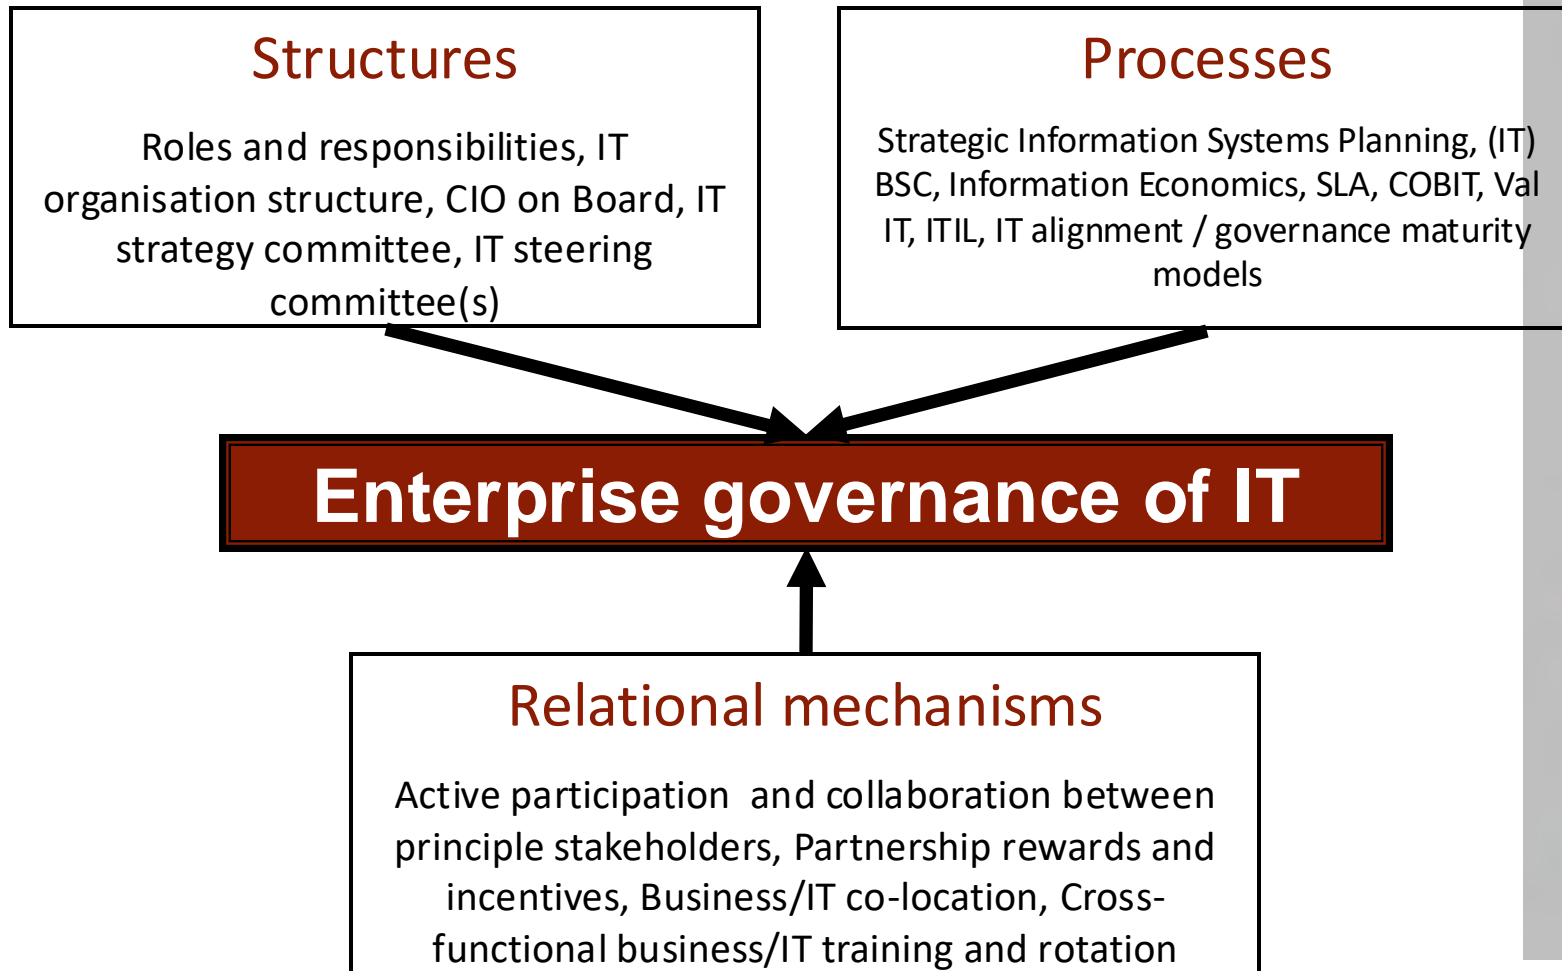 Structures
Roles and responsibilities, IT
organisation structure, CIO on Board, IT
strategy committee, IT steering
committee(s)
Processes
Strategic Information Systems Planning, (IT)
BSC, Information Economics, SLA, COBIT, Val
IT, ITIL, IT alignment / governance maturity
models
Enterprise governance of IT
Relational mechanisms
Active participation and collaboration between
principle stakeholders, Partnership rewards and
incentives, Business/IT co-location, Cross-
functional business/IT training and rotation